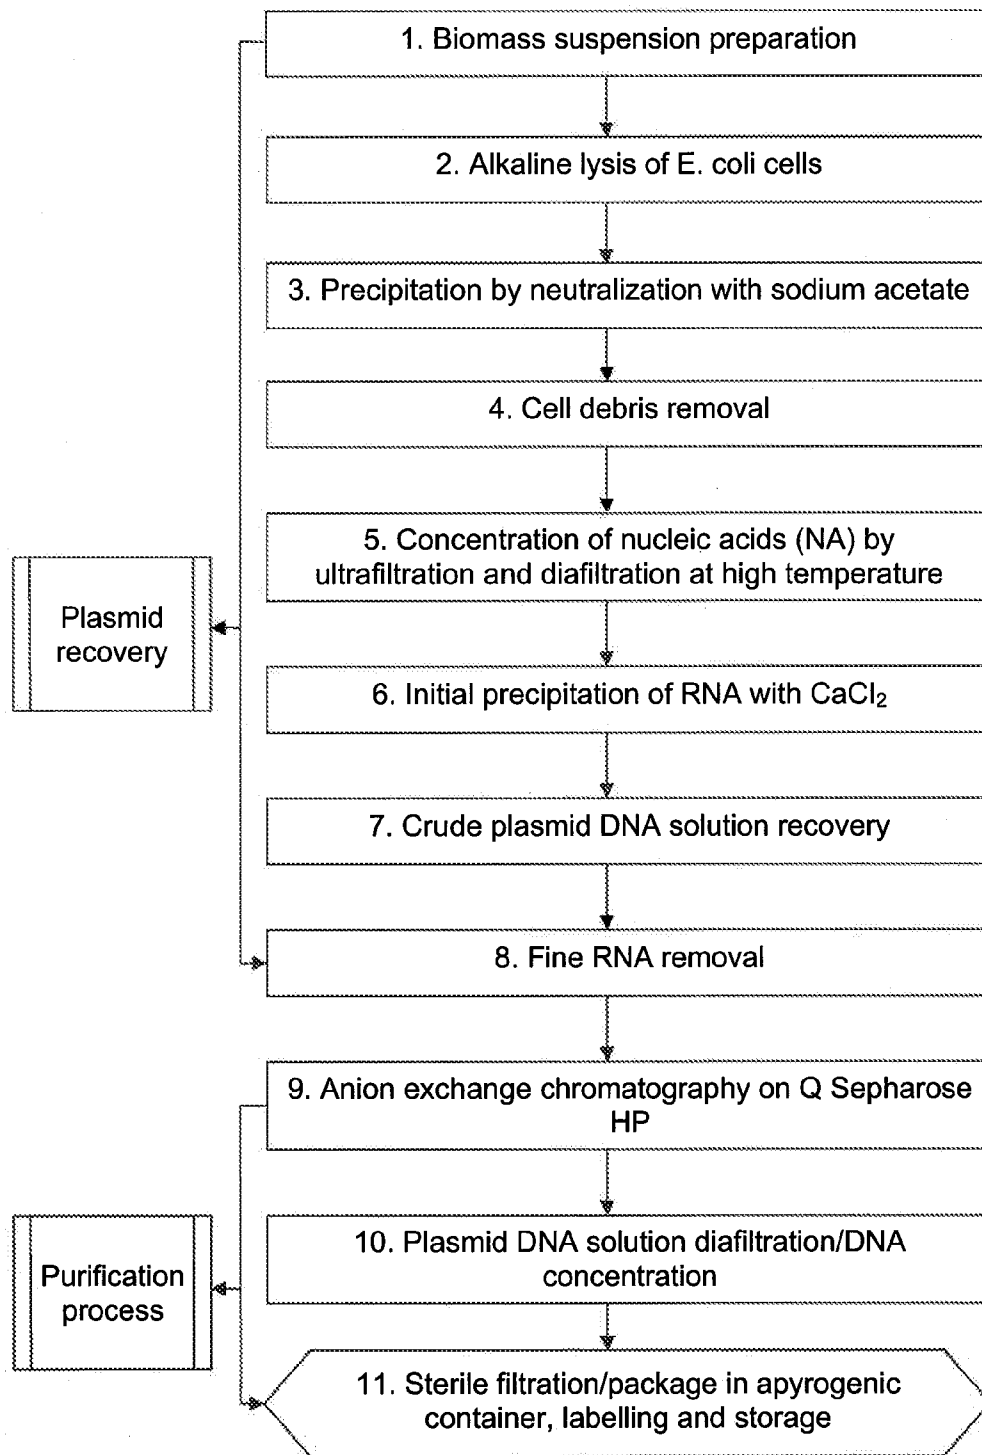 1. Biomass suspension preparation
2. Alkaline lysis of E. coli cells
3. Precipitation by neutralization with sodium acetate
4. Cell debris removal
5. Concentration of nucleic acids (NA) by
ultrafiltration and diafiltration at high temperature
Plasmid
recovery
6. Initial precipitation of RNA with CaCl₂
7. Crude plasmid DNA solution recovery
8. Fine RNA removal
9. Anion exchange chromatography on Q Sepharose
HP
10. Plasmid DNA solution diafiltration/DNA
concentration
Purification
process
11. Sterile filtration/package in apyrogenic
container, labelling and storage